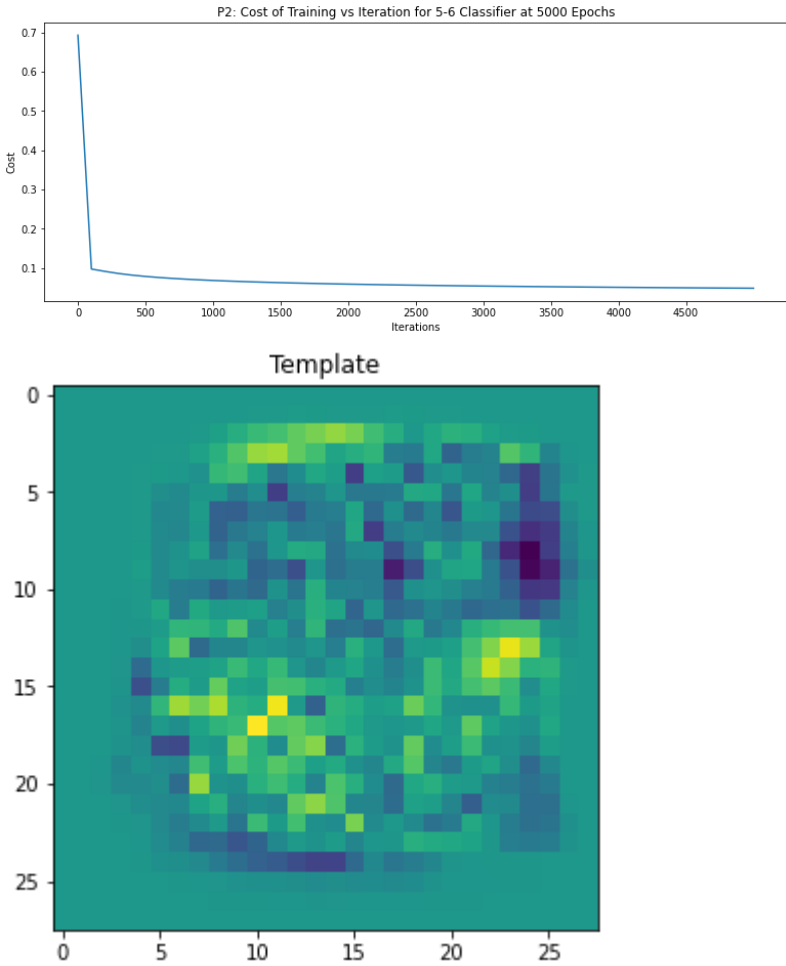 P2: Cost of Training vs Iteration for 5-6 Classifier at 5000 Epochs
0.7
0.6
0.5
0.4
0.3
0.2
0.1
Cost
0 500 1000 1500 2000 2500 3000 3500 4000 4500
Iterations
Template
0
5
10
15
20
25
0 5 10 15 20 25